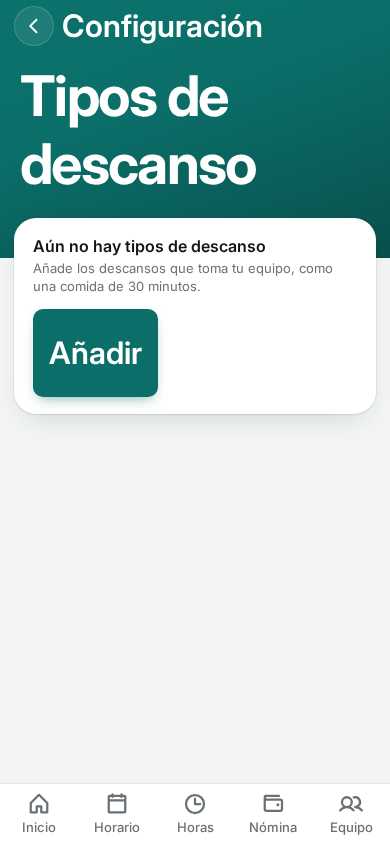 Configuración
Tipos de
descanso
Aún no hay tipos de descanso
Añade los descansos que toma tu equipo, como
una comida de 30 minutos.
Añadir
Inicio
Horario
Horas
Nómina
Equipo